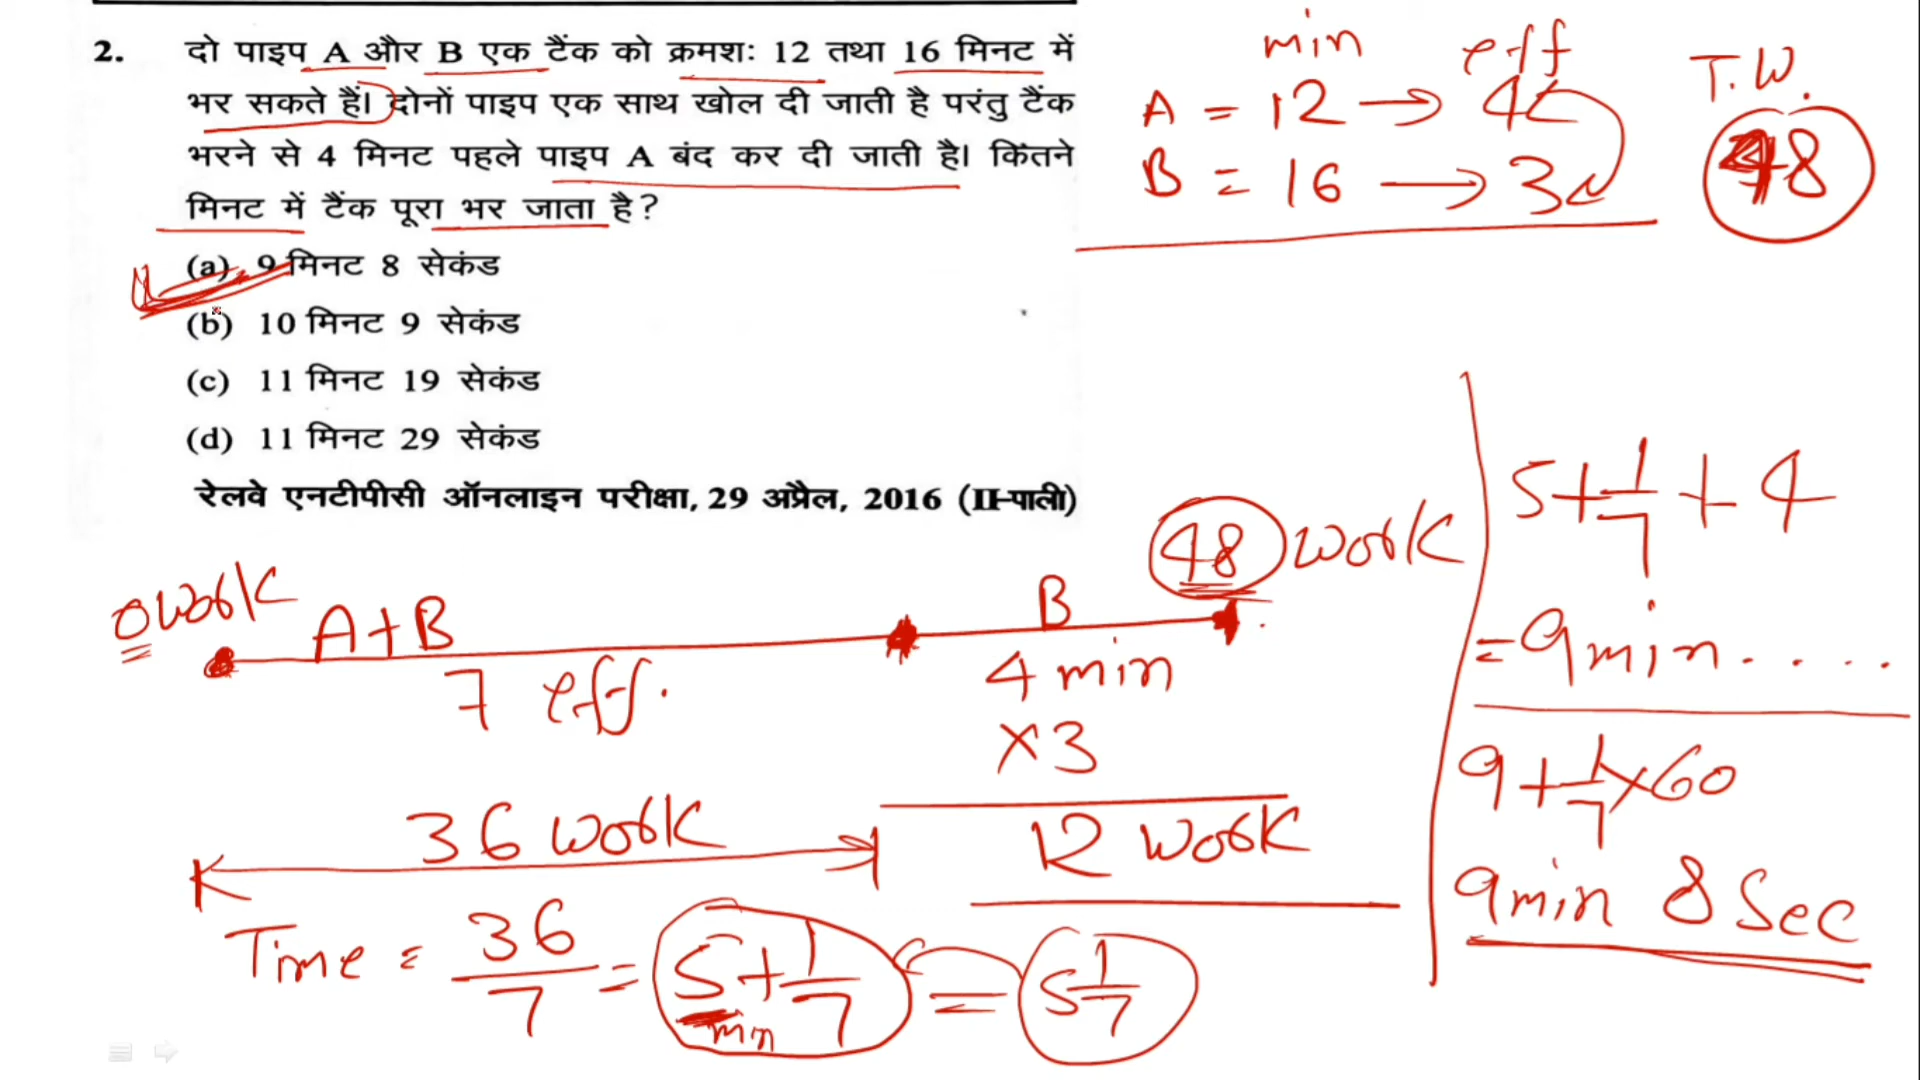 2. दो पाइप A और B एक टैंक को क्रमशः 12 तथा 16 मिनट में
भर सकते हैं। दोनों पाइप एक साथ खोल दी जाती है परंतु टैंक
भरने से 4 मिनट पहले पाइप A बंद कर दी जाती है। कितने
मिनट में टैंक पूरा भर जाता है?
(a) 9 मिनट 8 सेकंड
(b) 10 मिनट 9 सेकंड
(c) 11 मिनट 19 सेकंड
(d) 11 मिनट 29 सेकंड
रेलवे एनटीपीसी ऑनलाइन परीक्षा, 29 अप्रैल, 2016 (II-पाली)
min eff T.W.
A = 12 → 4
B = 16 → 3
48
0 work A+B B 48 work
7 eff. 4 min
×3
36 work 12 work
Time = 36/7 = 5+1/7 = 5 1/7
min
5+1/7+4
= 9min.....
9+1/7×60
9min 8 Sec